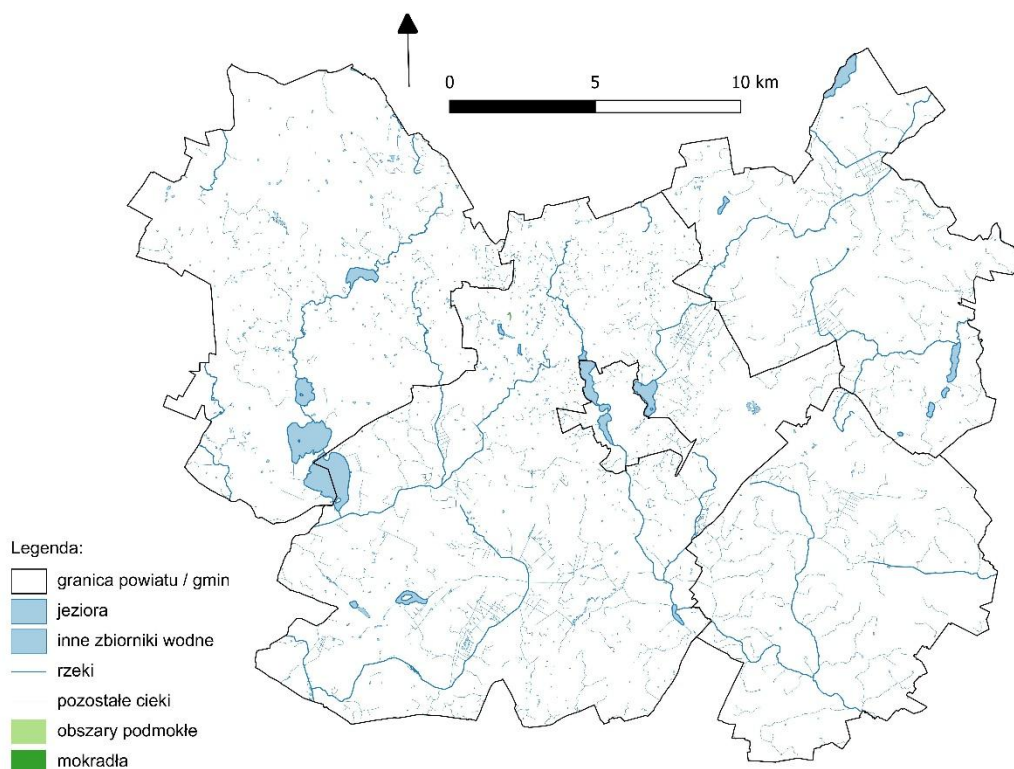 0 5 10 km
Legenda:
granica powiatu / gmin
jeziora
inne zbiorniki wodne
rzeki
pozostałe cieki
obszary podmokłe
mokradła